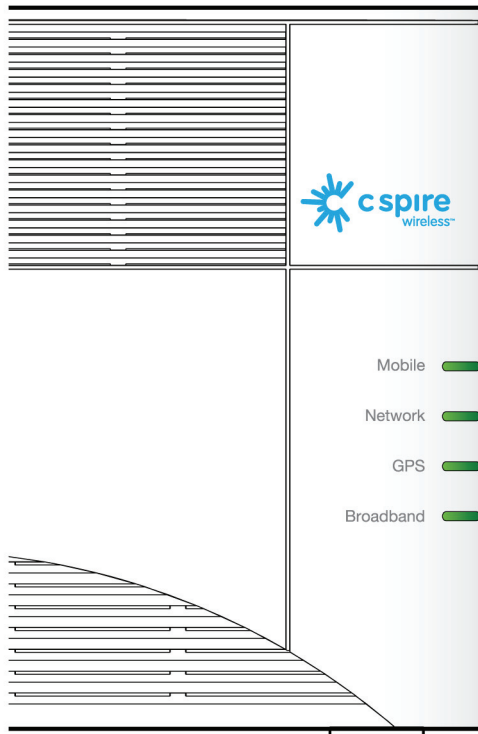 c spire
wireless™
Mobile
Network
GPS
Broadband